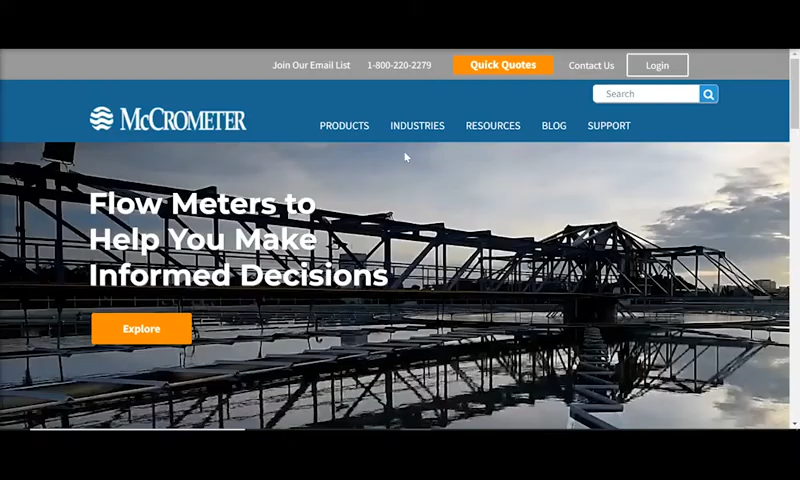 Join Our Email List 1-800-220-2279 Quick Quotes Contact Us Login
Search
McCROMETER
PRODUCTS INDUSTRIES RESOURCES BLOG SUPPORT
Flow Meters to
Help You Make
Informed Decisions
Explore